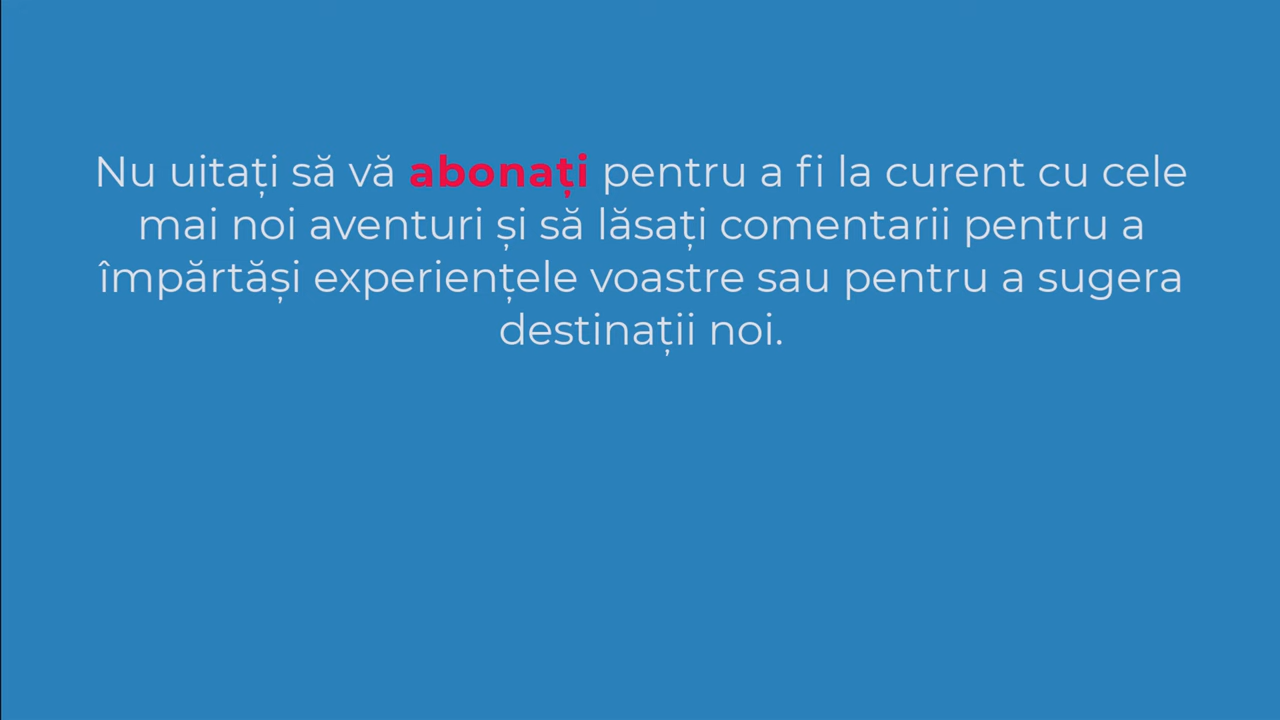 Nu uitați să vă abonați pentru a fi la curent cu cele
mai noi aventuri și să lăsați comentarii pentru a
împărtăși experiențele voastre sau pentru a sugera
destinații noi.